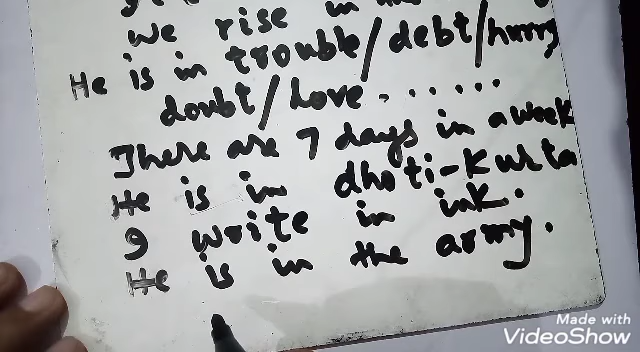 we rise in
He is in trouble/debt/hurry
doubt/Love.......
There are 7 days in a week
He is in dhoti-Kurta
I write in ink.
He is in the army.
Made with
VideoShow